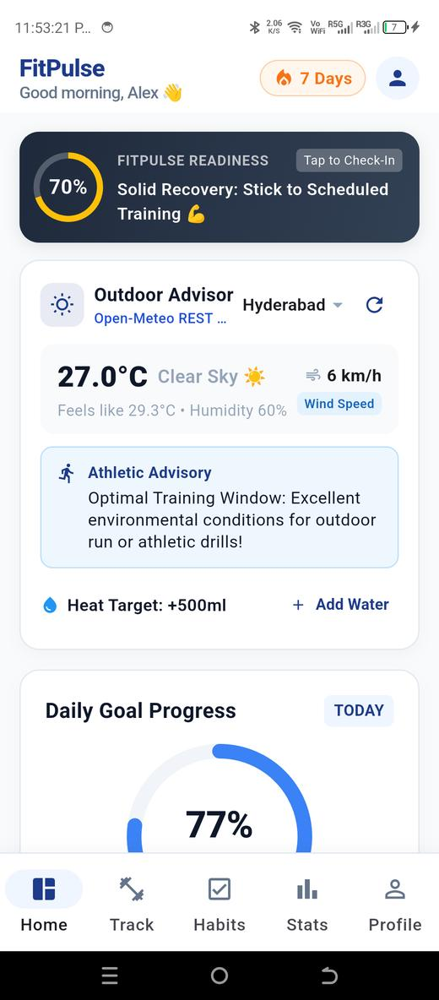 11:53:21 P...
2.06 K/S
Vo WiFi
R5G
R3G
7
FitPulse
Good morning, Alex 👋
7 Days
70%
FITPULSE READINESS
Tap to Check-In
Solid Recovery: Stick to Scheduled
Training 💪
Outdoor Advisor
Open-Meteo REST ...
Hyderabad
27.0°C Clear Sky ☀️
6 km/h
Feels like 29.3°C • Humidity 60%
Wind Speed
Athletic Advisory
Optimal Training Window: Excellent
environmental conditions for outdoor
run or athletic drills!
Heat Target: +500ml
+ Add Water
Daily Goal Progress
TODAY
77%
Home
Track
Habits
Stats
Profile